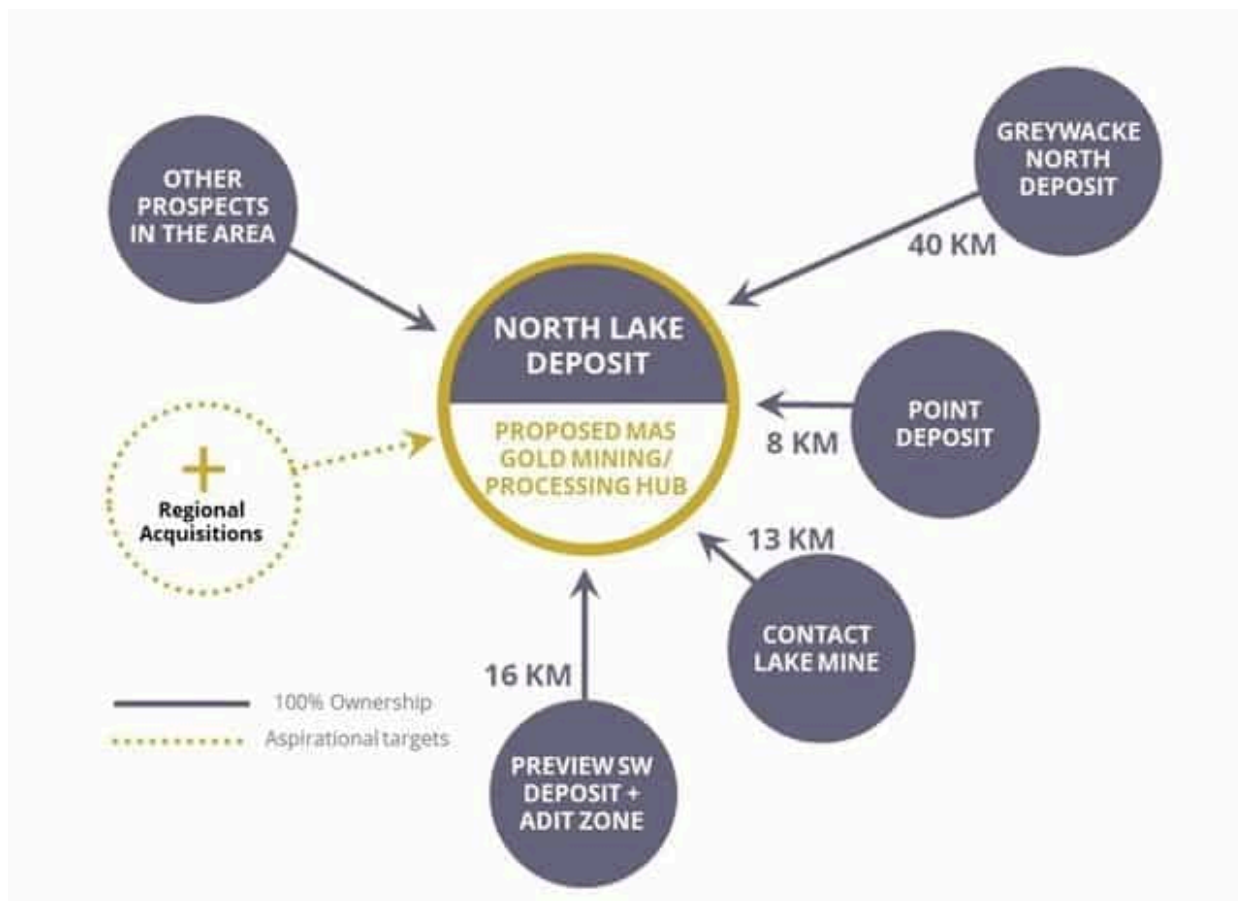 OTHER
PROSPECTS
IN THE AREA
GREYWACKE
NORTH
DEPOSIT
40 KM
NORTH LAKE
DEPOSIT
PROPOSED MAS
GOLD MINING/
PROCESSING HUB
POINT
DEPOSIT
8 KM
+
Regional
Acquisitions
13 KM
CONTACT
LAKE MINE
16 KM
PREVIEW SW
DEPOSIT +
ADIT ZONE
100% Ownership
Aspirational targets